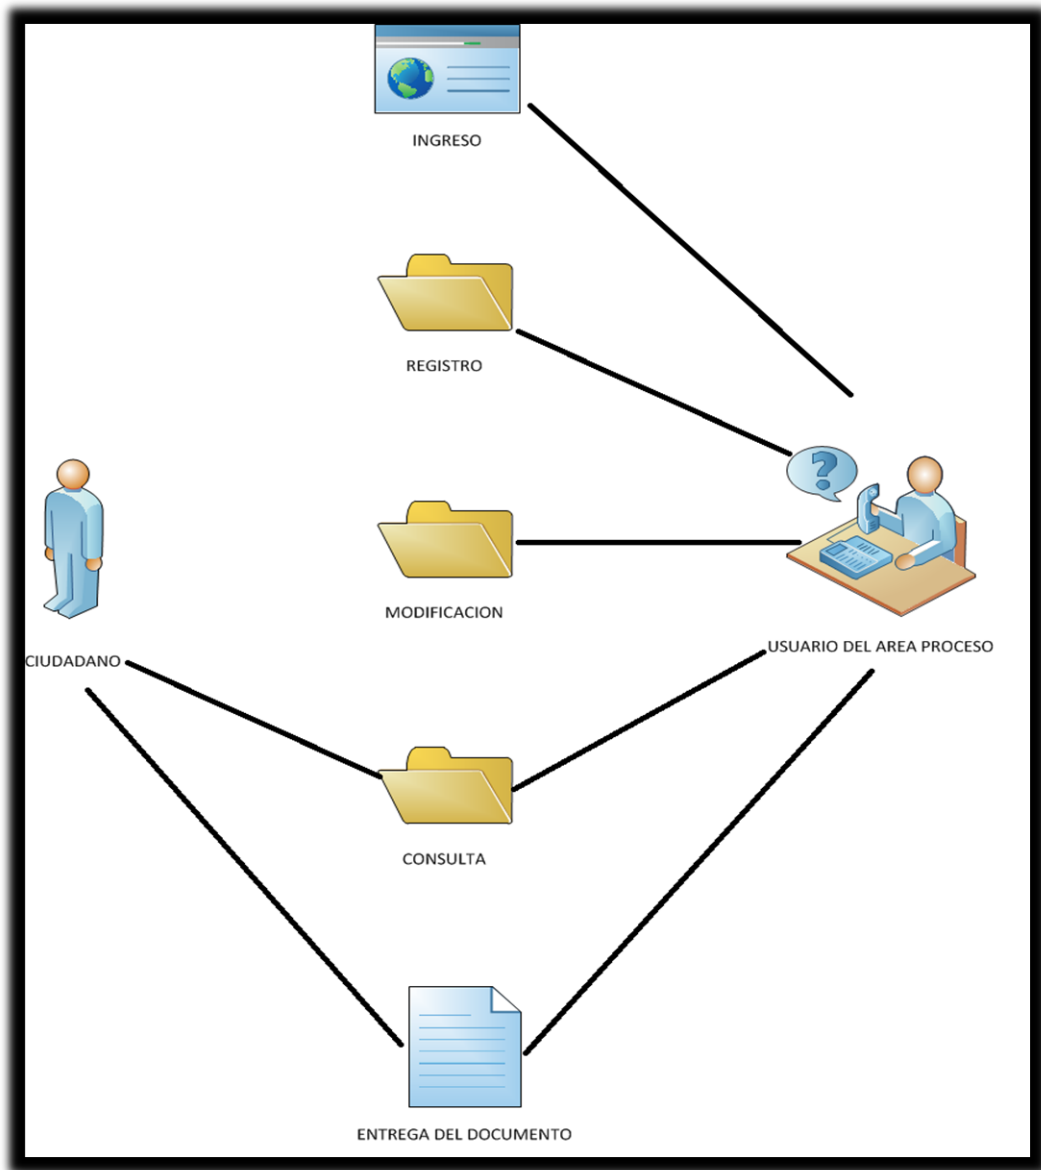 INGRESO
REGISTRO
?
MODIFICACION
CIUDADANO
USUARIO DEL AREA PROCESO
CONSULTA
ENTREGA DEL DOCUMENTO